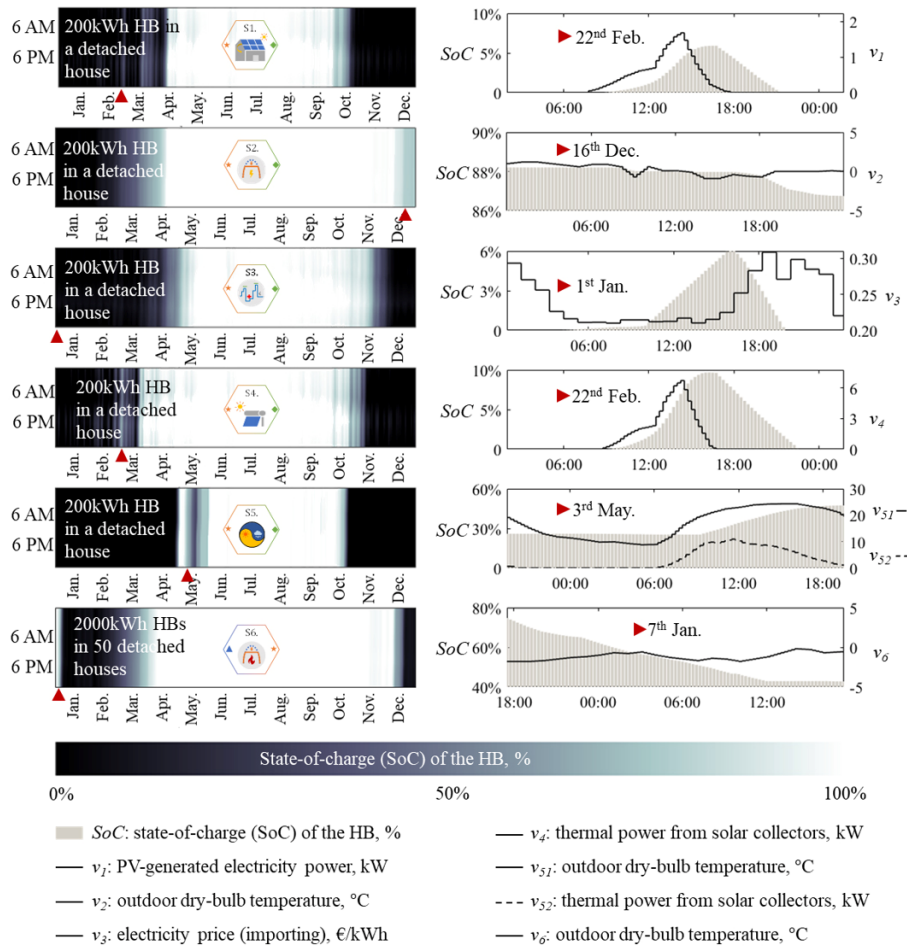 6 AM
6 PM
200kWh HB in
a detached
house
S1.
Jan. Feb. Mar. Apr. May. Jun. Jul. Aug. Sep. Oct. Nov. Dec.
10%
SoC 5%
0
22nd Feb.
2
1
0
v1
06:00 12:00 18:00 00:00
6 AM
6 PM
200kWh HB
in a detached
house
S2.
Jan. Feb. Mar. Apr. May. Jun. Jul. Aug. Sep. Oct. Nov. Dec.
90%
SoC 88%
86%
16th Dec.
5
0
-5
v2
06:00 12:00 18:00
6 AM
6 PM
200kWh HB
in a detached
house
S3.
Jan. Feb. Mar. Apr. May. Jun. Jul. Aug. Sep. Oct. Nov. Dec.
6%
SoC 3%
0
1st Jan.
0.30
0.25
0.20
v3
06:00 12:00 18:00
6 AM
6 PM
200kWh HB
in a detached
house
S4.
Jan. Feb. Mar. Apr. May. Jun. Jul. Aug. Sep. Oct. Nov. Dec.
10%
SoC 5%
0
22nd Feb.
6
3
0
v4
06:00 12:00 18:00 00:00
6 AM
6 PM
200kWh HB
in a detached
house
S5.
Jan. Feb. Mar. Apr. May. Jun. Jul. Aug. Sep. Oct. Nov. Dec.
60%
SoC 30%
0
3rd May.
30
20
10
0
v51
v52
00:00 06:00 12:00 18:00
6 AM
6 PM
2000kWh HBs
in 50 detached
houses
S6.
Jan. Feb. Mar. Apr. May. Jun. Jul. Aug. Sep. Oct. Nov. Dec.
80%
SoC 60%
40%
7th Jan.
5
0
-5
v6
18:00 00:00 06:00 12:00
State-of-charge (SoC) of the HB, %
0% 50% 100%
SoC: state-of-charge (SoC) of the HB, %
v1: PV-generated electricity power, kW
v2: outdoor dry-bulb temperature, °C
v3: electricity price (importing), €/kWh
v4: thermal power from solar collectors, kW
v51: outdoor dry-bulb temperature, °C
v52: thermal power from solar collectors, kW
v6: outdoor dry-bulb temperature, °C